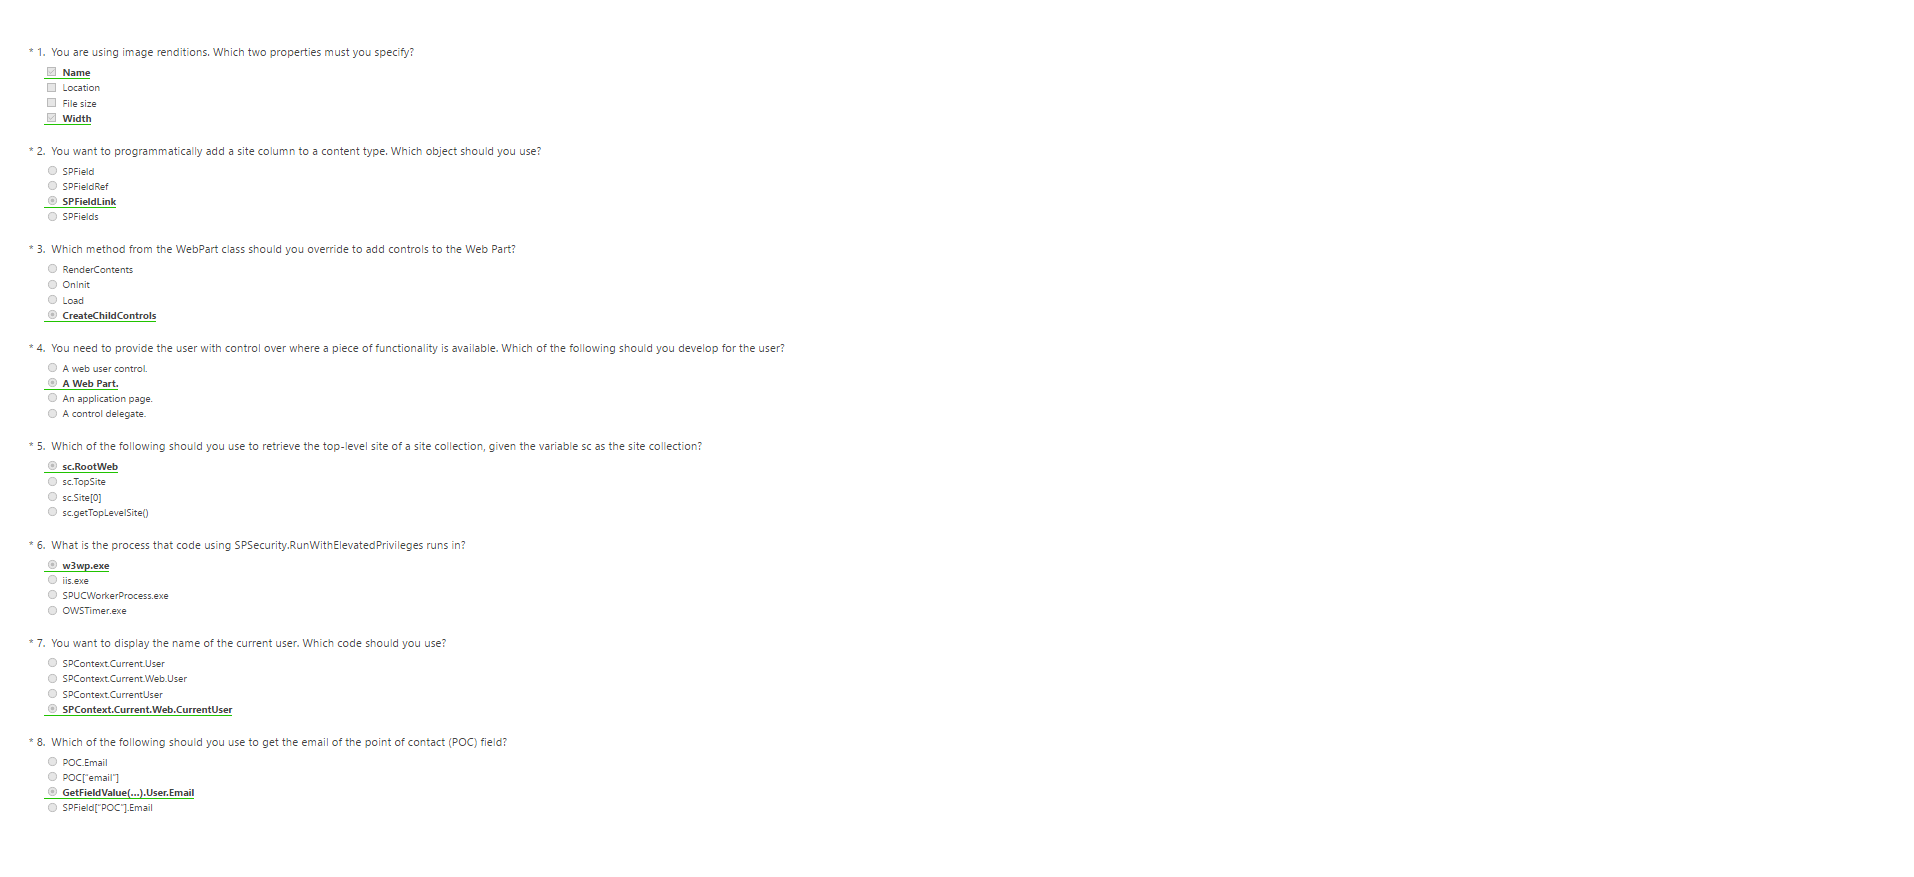 * 1. You are using image renditions. Which two properties must you specify?
Name
Location
File size
Width
* 2. You want to programmatically add a site column to a content type. Which object should you use?
SPField
SPFieldRef
SPFieldLink
SPFields
* 3. Which method from the WebPart class should you override to add controls to the Web Part?
RenderContents
OnInit
Load
CreateChildControls
* 4. You need to provide the user with control over where a piece of functionality is available. Which of the following should you develop for the user?
A web user control.
A Web Part.
An application page.
A control delegate.
* 5. Which of the following should you use to retrieve the top-level site of a site collection, given the variable sc as the site collection?
sc.RootWeb
sc.TopSite
sc.Site[0]
sc.getTopLevelSite()
* 6. What is the process that code using SPSecurity.RunWithElevatedPrivileges runs in?
w3wp.exe
iis.exe
SPUCWorkerProcess.exe
OWSTimer.exe
* 7. You want to display the name of the current user. Which code should you use?
SPContext.Current.User
SPContext.Current.Web.User
SPContext.CurrentUser
SPContext.Current.Web.CurrentUser
* 8. Which of the following should you use to get the email of the point of contact (POC) field?
POC.Email
POC["email"]
GetFieldValue(...).User.Email
SPField["POC"].Email